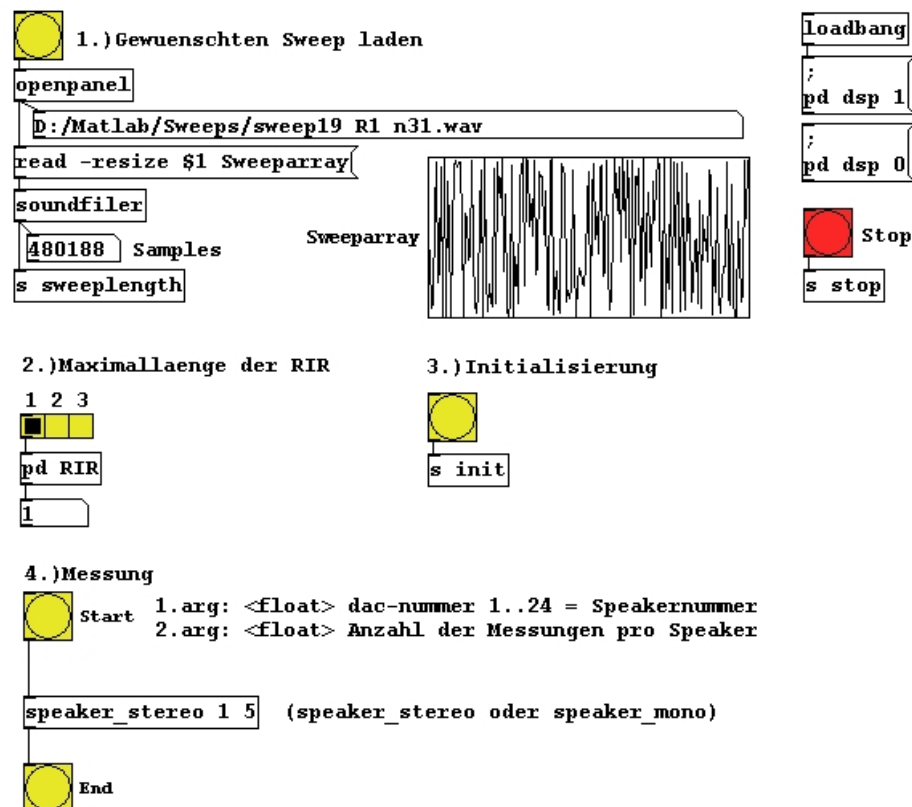 1.)Gewuenschten Sweep laden
openpanel
D:/Matlab/Sweeps/sweep19 R1 n31.wav
read -resize $1 Sweeparray
soundfiler
480188 Samples
s sweeplength
Sweeparray
loadbang
;
pd dsp 1
;
pd dsp 0
Stop
s stop
2.)Maximallaenge der RIR
1 2 3
pd RIR
1
3.)Initialisierung
s init
4.)Messung
Start
1.arg: <float> dac-nummer 1..24 = Speakernummer
2.arg: <float> Anzahl der Messungen pro Speaker
speaker_stereo 1 5 (speaker_stereo oder speaker_mono)
End